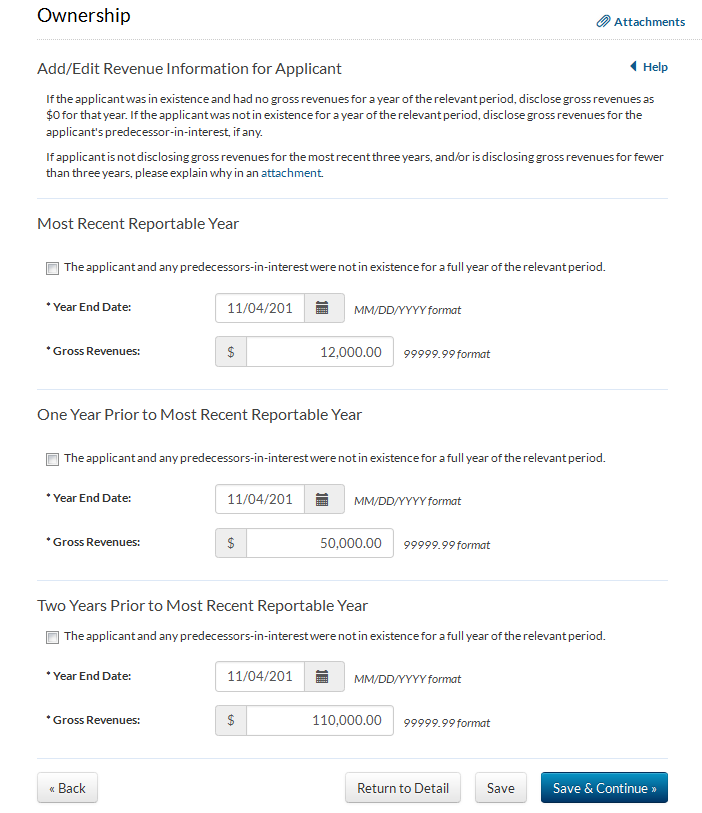 Ownership
Attachments
Add/Edit Revenue Information for Applicant
Help
If the applicant was in existence and had no gross revenues for a year of the relevant period, disclose gross revenues as
$0 for that year. If the applicant was not in existence for a year of the relevant period, disclose gross revenues for the
applicant's predecessor-in-interest, if any.
If applicant is not disclosing gross revenues for the most recent three years, and/or is disclosing gross revenues for fewer
than three years, please explain why in an attachment.
Most Recent Reportable Year
The applicant and any predecessors-in-interest were not in existence for a full year of the relevant period.
* Year End Date: 11/04/201 MM/DD/YYYY format
* Gross Revenues: $ 12,000.00 99999.99 format
One Year Prior to Most Recent Reportable Year
The applicant and any predecessors-in-interest were not in existence for a full year of the relevant period.
* Year End Date: 11/04/201 MM/DD/YYYY format
* Gross Revenues: $ 50,000.00 99999.99 format
Two Years Prior to Most Recent Reportable Year
The applicant and any predecessors-in-interest were not in existence for a full year of the relevant period.
* Year End Date: 11/04/201 MM/DD/YYYY format
* Gross Revenues: $ 110,000.00 99999.99 format
« Back Return to Detail Save Save & Continue »